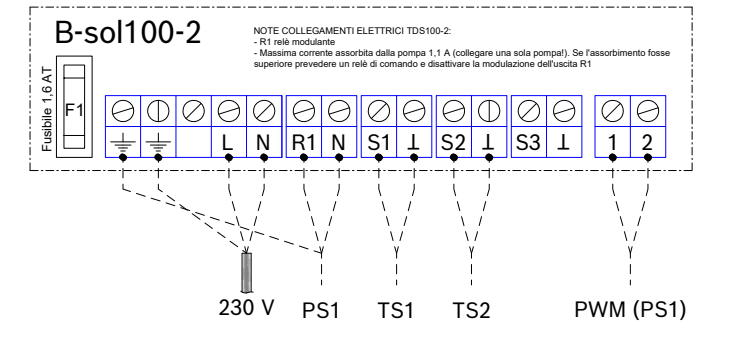 B-sol100-2
NOTE COLLEGAMENTI ELETTRICI TDS100-2:
- R1 relè modulante
- Massima corrente assorbita dalla pompa 1,1 A (collegare una sola pompa!). Se l'assorbimento fosse
superiore prevedere un relè di comando e disattivare la modulazione dell'uscita R1
Fusibile 1,6 AT
F1
L N R1 N S1 ⊥ S2 ⊥ S3 ⊥ 1 2
230 V PS1 TS1 TS2 PWM (PS1)